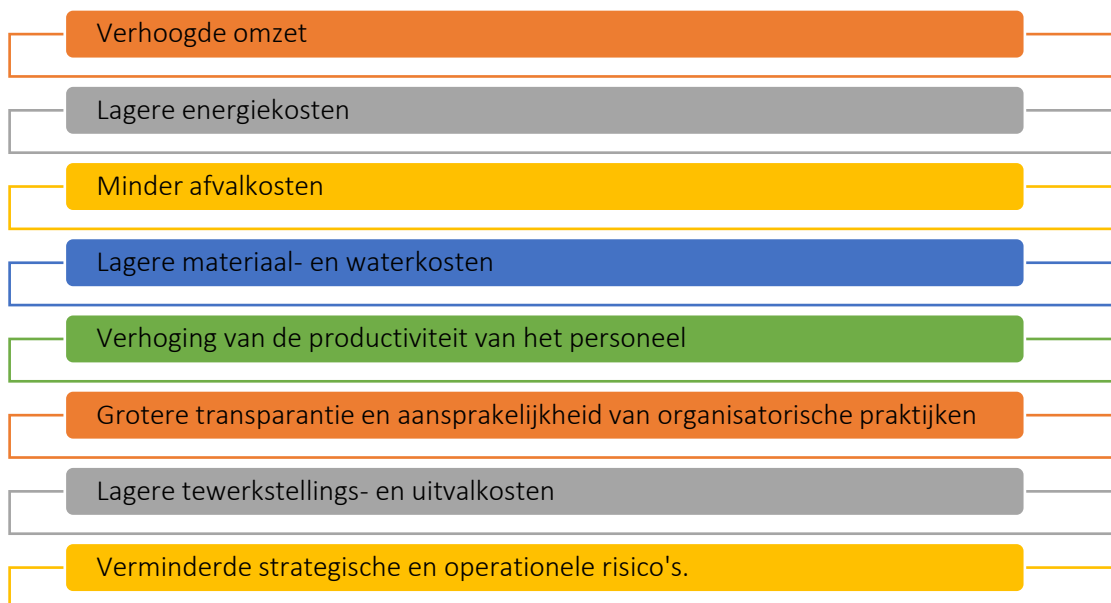 Verhoogde omzet
Lagere energiekosten
Minder afvalkosten
Lagere materiaal- en waterkosten
Verhoging van de productiviteit van het personeel
Grotere transparantie en aansprakelijkheid van organisatorische praktijken
Lagere tewerkstellings- en uitvalkosten
Verminderde strategische en operationele risico's.